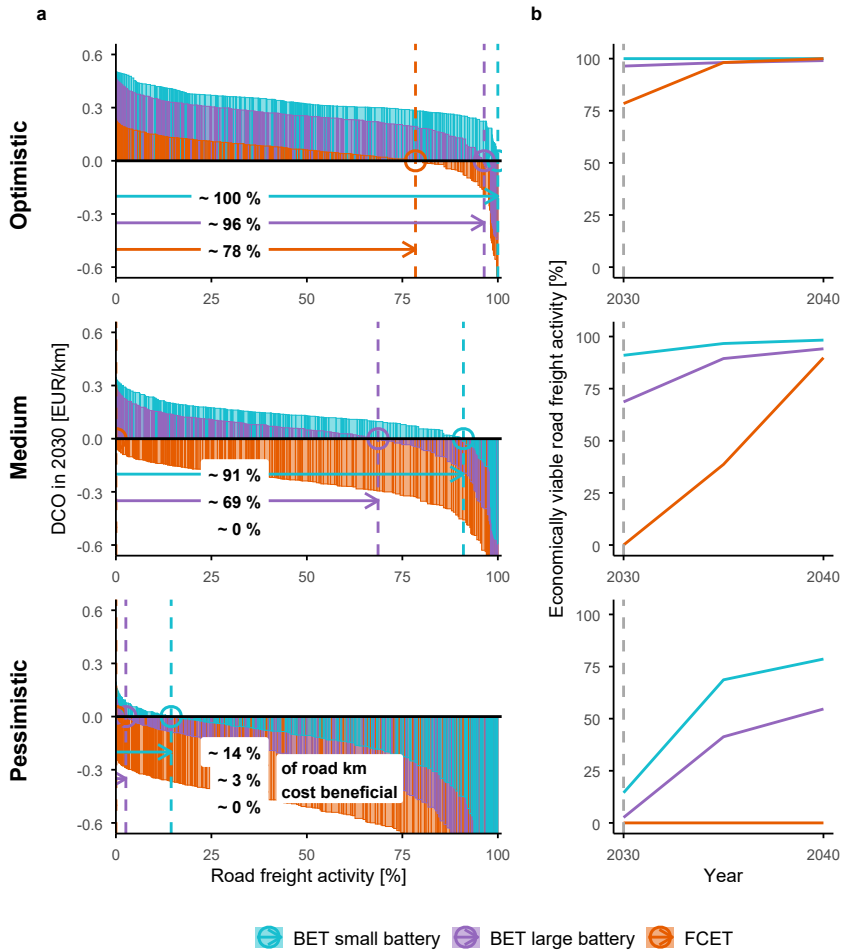 a
b
Optimistic
0.6
0.3
0.0
-0.3
-0.6
~ 100 %
~ 96 %
~ 78 %
0
25
50
75
100
100
75
50
25
0
2030
2040
Medium
0.6
0.3
0.0
-0.3
-0.6
~ 91 %
~ 69 %
~ 0 %
0
25
50
75
100
100
75
50
25
0
2030
2040
Pessimistic
0.6
0.3
0.0
-0.3
-0.6
~ 14 %
~ 3 %
~ 0 %
of road km
cost beneficial
0
25
50
75
100
100
75
50
25
0
2030
2040
DCO in 2030 [EUR/km]
Economically viable road freight activity [%]
Road freight activity [%]
Year
BET small battery
BET large battery
FCET